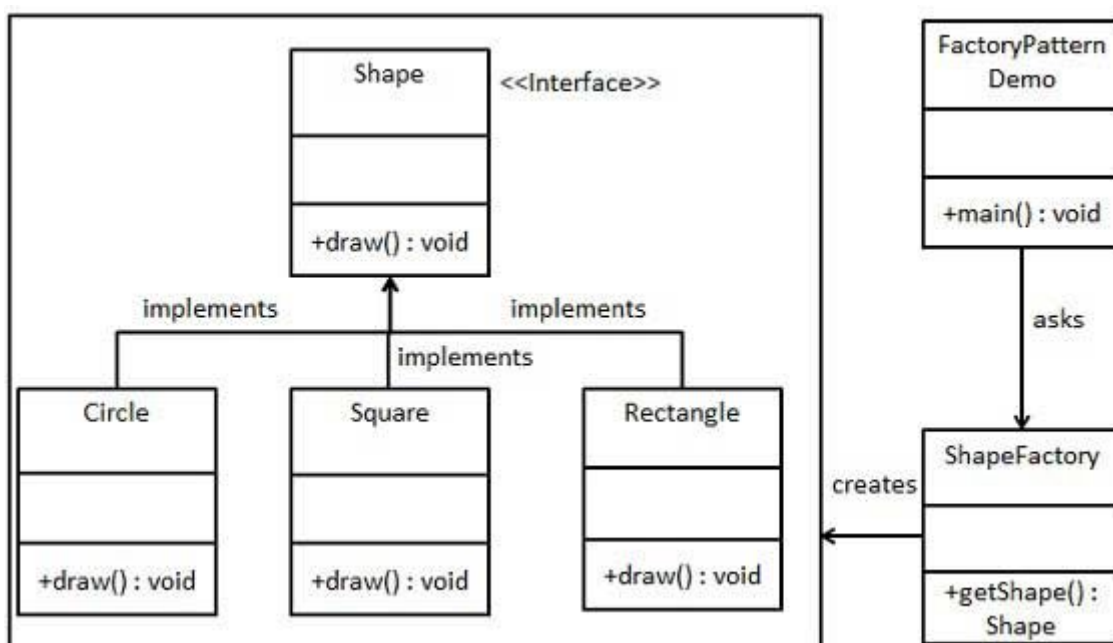 Shape
<<Interface>>
+draw() : void
implements
implements
implements
Circle
+draw() : void
Square
+draw() : void
Rectangle
+draw() : void
FactoryPattern
Demo
+main() : void
asks
creates
ShapeFactory
+getShape() :
Shape